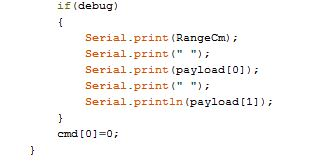 if(debug)
{
Serial.print(RangeCm);
Serial.print(" ");
Serial.print(payload[0]);
Serial.print(" ");
Serial.println(payload[1]);
}
cmd[0]=0;
}